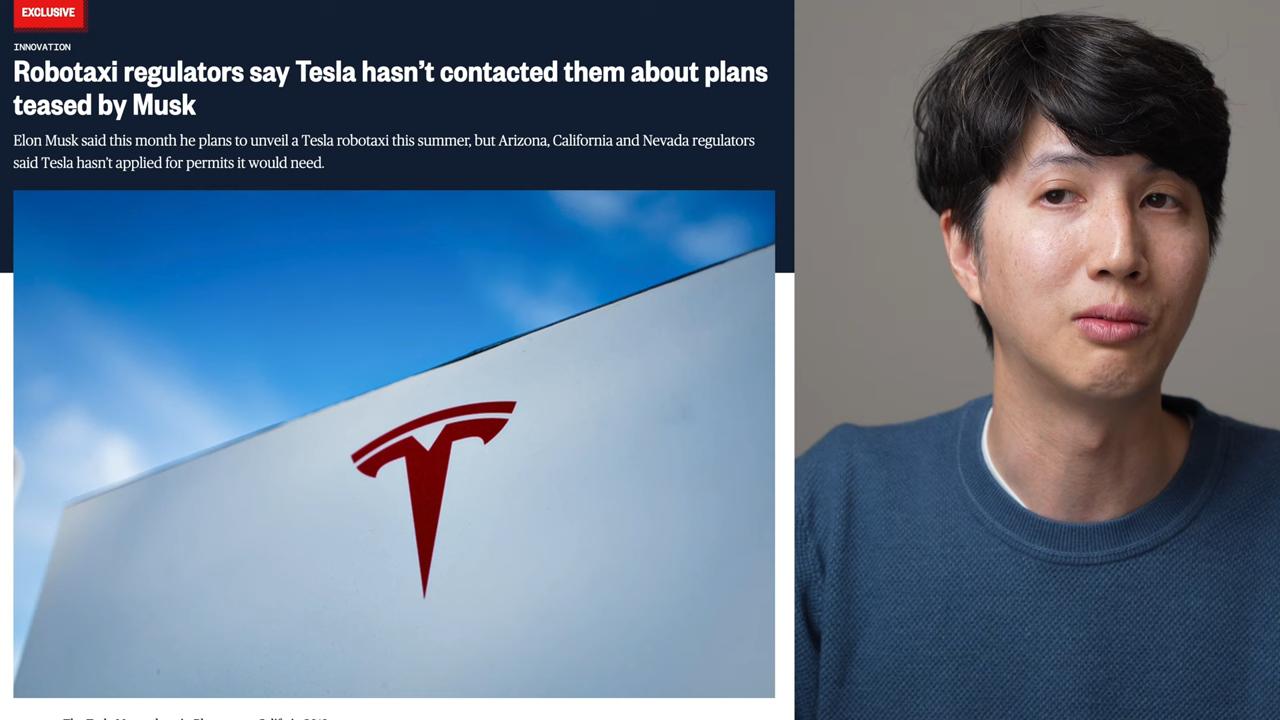 EXCLUSIVE
INNOVATION
Robotaxi regulators say Tesla hasn't contacted them about plans
teased by Musk
Elon Musk said this month he plans to unveil a Tesla robotaxi this summer, but Arizona, California and Nevada regulators
said Tesla hasn't applied for permits it would need.